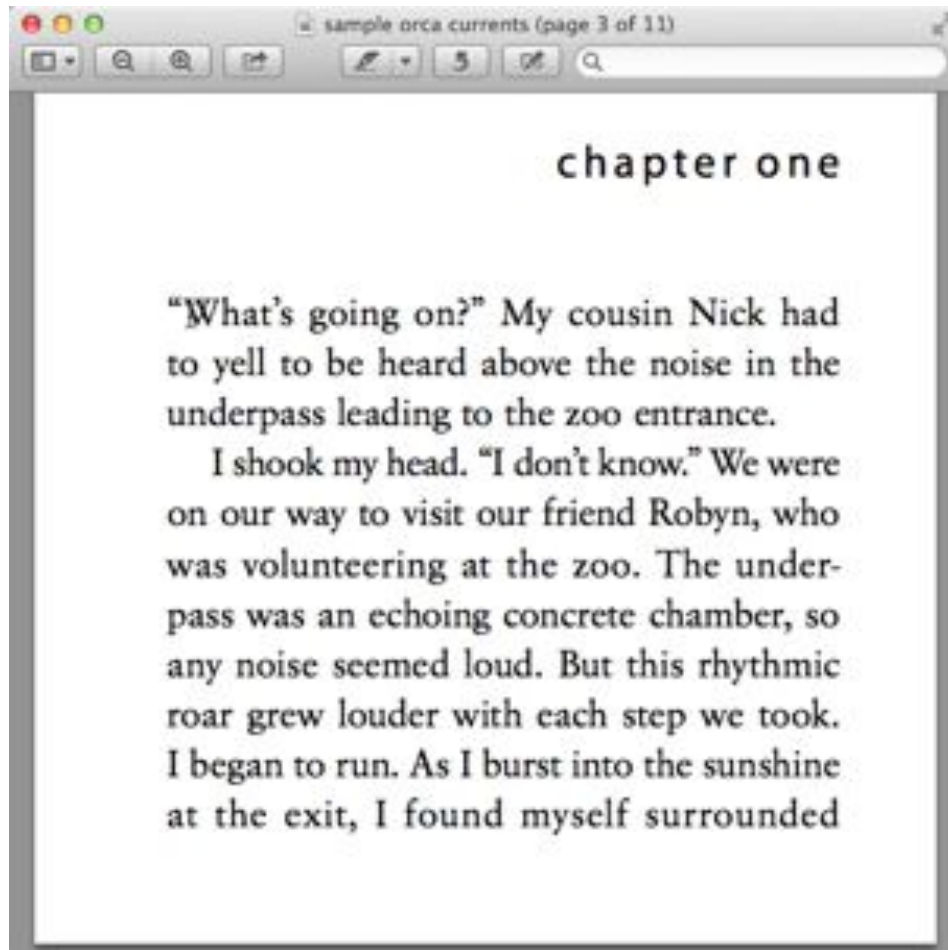 sample orca currents (page 3 of 11)
chapter one
“What’s going on?” My cousin Nick had
to yell to be heard above the noise in the
underpass leading to the zoo entrance.
I shook my head. “I don’t know.” We were
on our way to visit our friend Robyn, who
was volunteering at the zoo. The under-
pass was an echoing concrete chamber, so
any noise seemed loud. But this rhythmic
roar grew louder with each step we took.
I began to run. As I burst into the sunshine
at the exit, I found myself surrounded